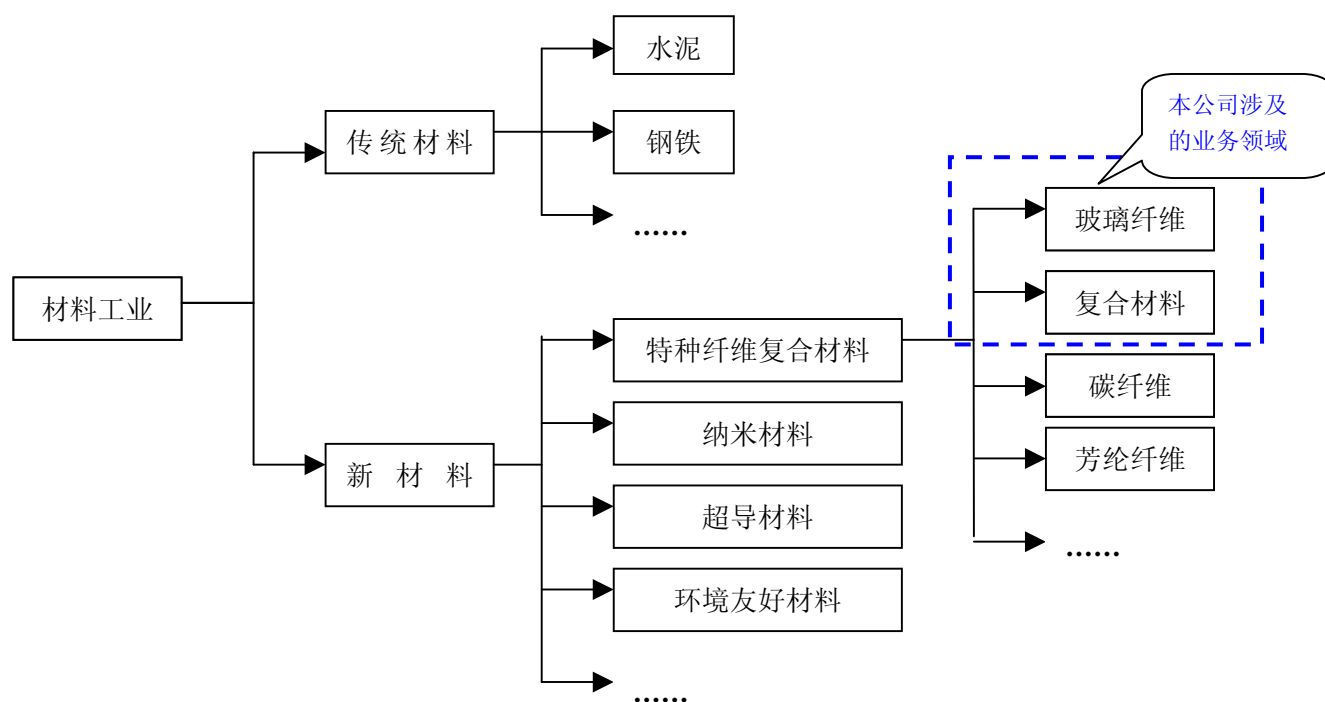 水泥
本公司涉及
的业务领域
传统材料
钢铁
玻璃纤维
......
材料工业
复合材料
特种纤维复合材料
碳纤维
纳米材料
芳纶纤维
新材料
超导材料
......
环境友好材料
......